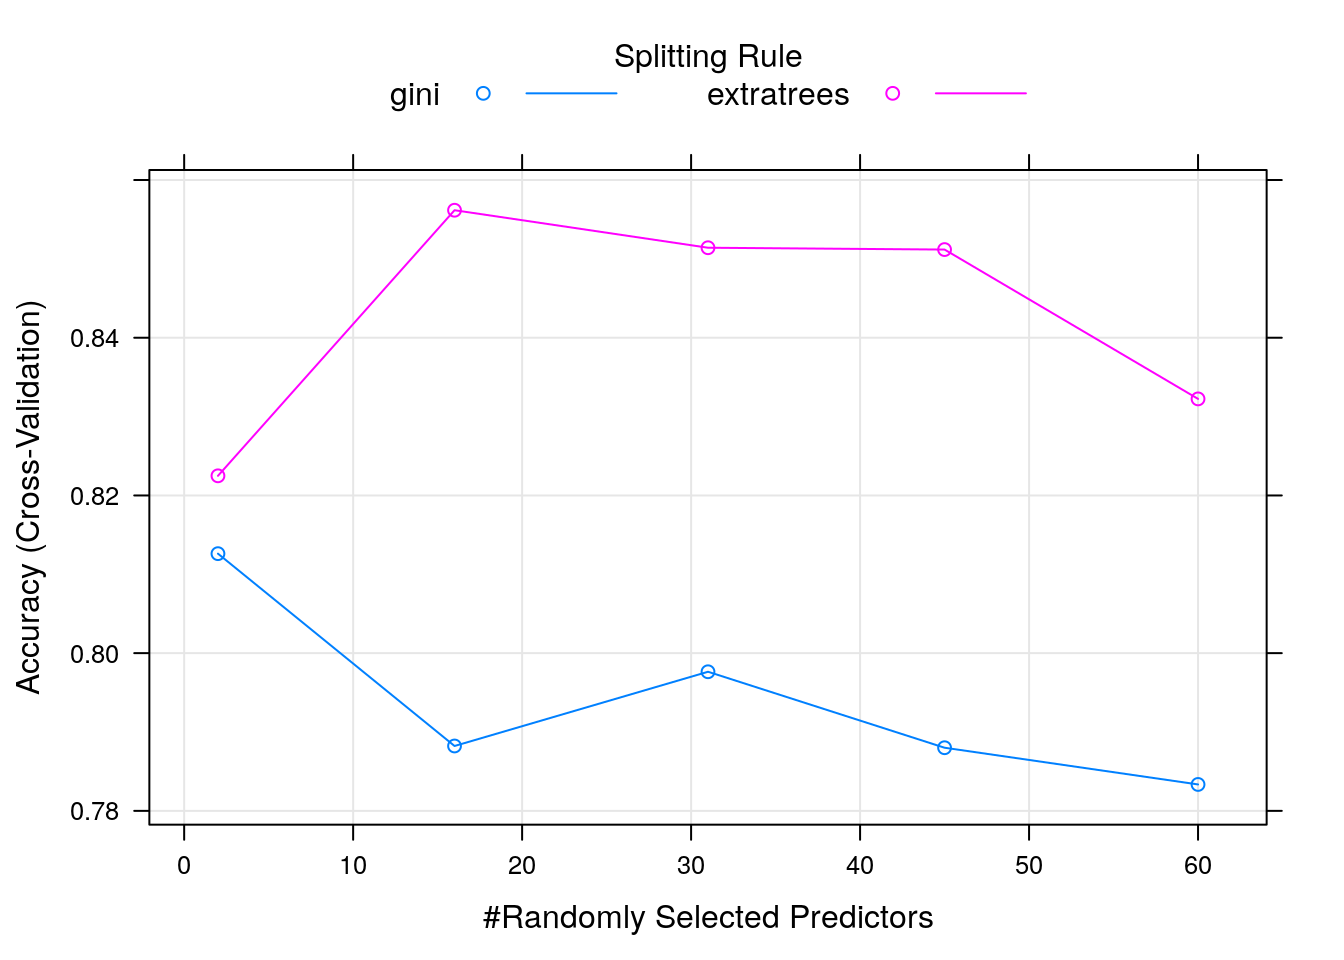 Splitting Rule
gini extratrees
Accuracy (Cross-Validation)
0.84
0.82
0.80
0.78
0 10 20 30 40 50 60
#Randomly Selected Predictors